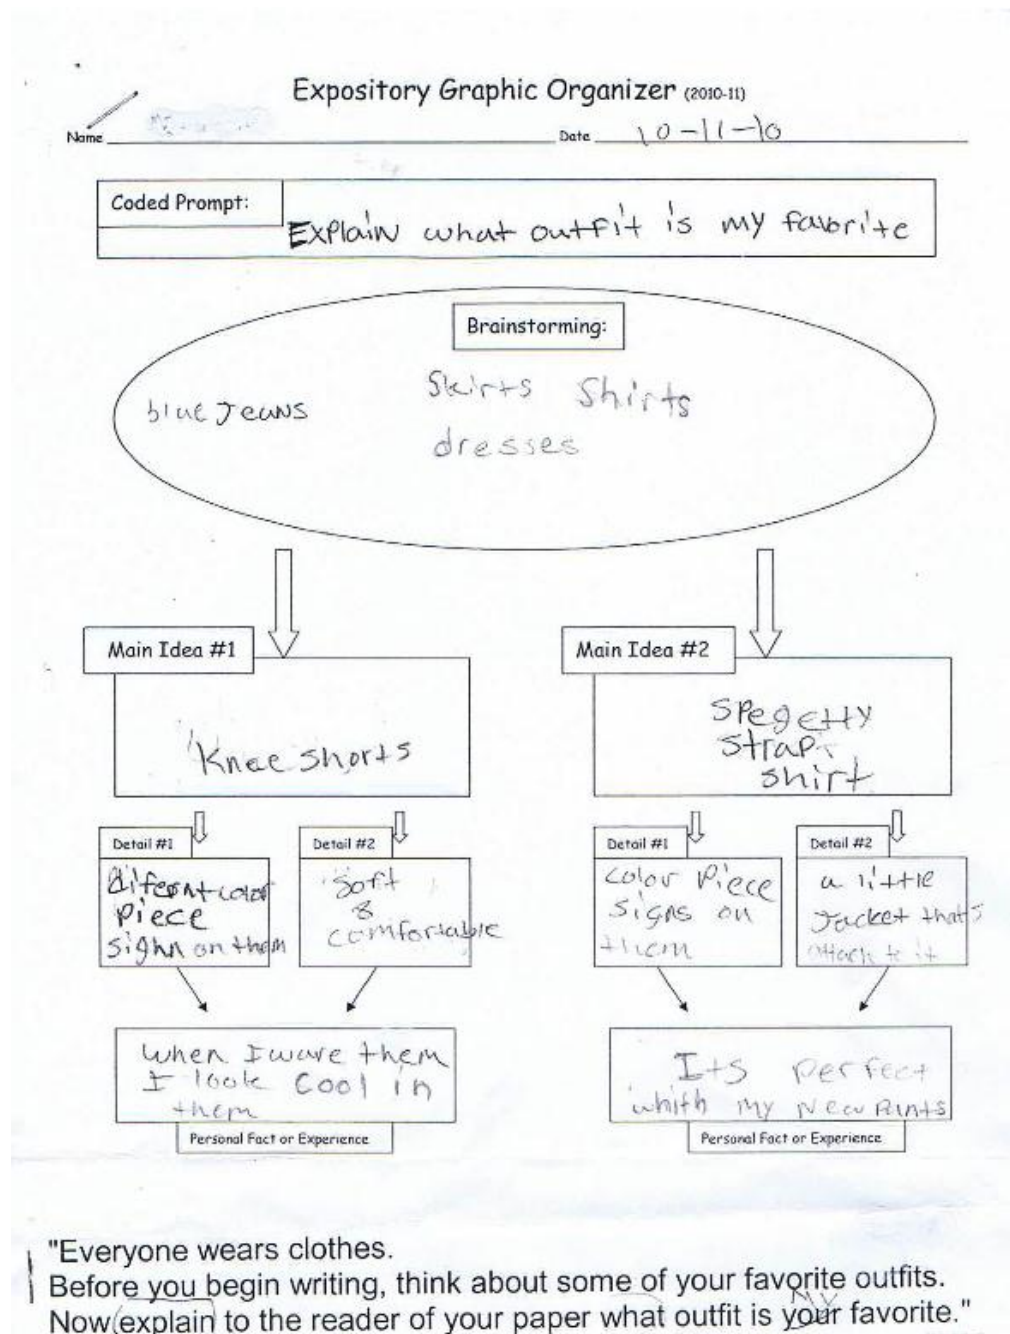 Expository Graphic Organizer (2010-11)
Name
Date 10-11-10
Coded Prompt:
Explain what outfit is my favorite
Brainstorming:
blue Jeans
Skirts Shirts
dresses
Main Idea #1
Knee shorts
Main Idea #2
Spegetty
strap
shirt
Detail #1
difernt color
piece
sighn on them
Detail #2
soft
&
comfortable
Detail #1
color Piece
signs on
them
Detail #2
a little
Jacket that's
attach to it
when I ware them
I look cool in
them
Personal Fact or Experience
Its perfect
whith my New Pants
Personal Fact or Experience
"Everyone wears clothes.
Before you begin writing, think about some of your favorite outfits.
My
Now explain to the reader of your paper what outfit is your favorite."